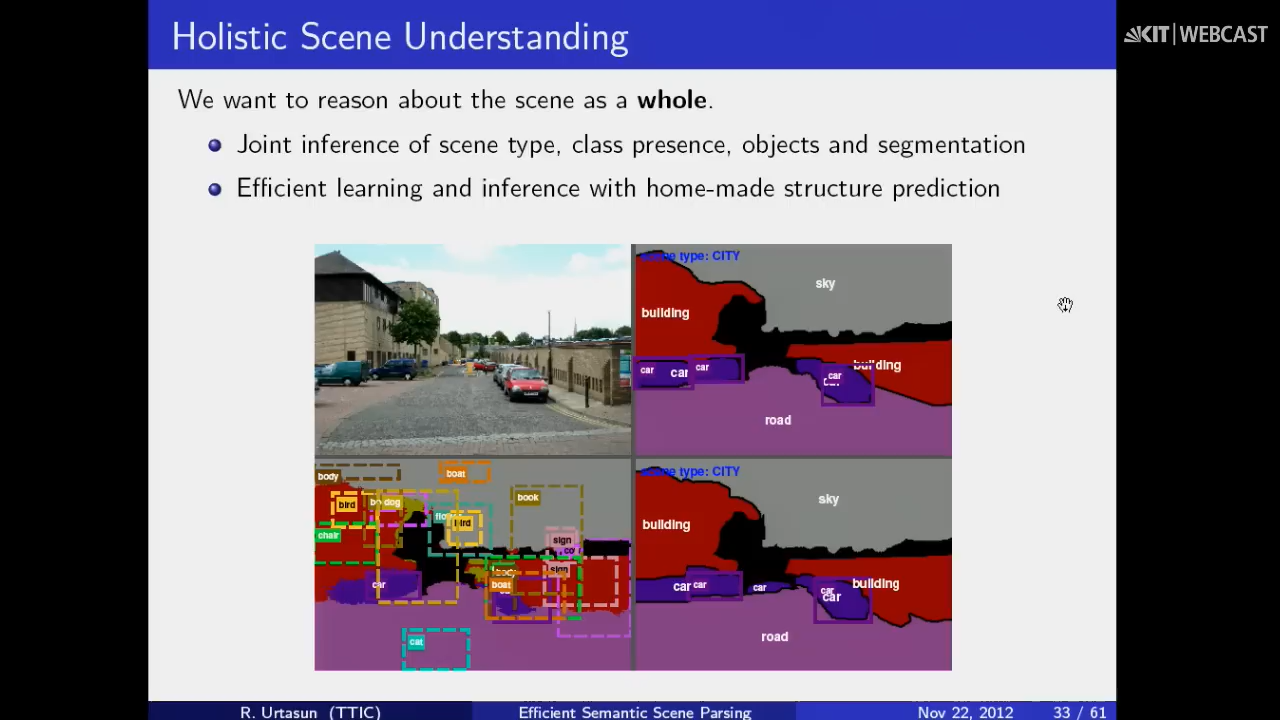 Holistic Scene Understanding
KIT | WEBCAST
We want to reason about the scene as a whole.
Joint inference of scene type, class presence, objects and segmentation
Efficient learning and inference with home-made structure prediction
scene type: CITY
sky
building
building
car
car
car
car
car
road
body
boat
bird
dog
book
bird
chair
sign
sign
body
boat
car
cat
scene type: CITY
sky
building
building
car
car
car
car
car
road
R. Urtasun (TTIC)
Efficient Semantic Scene Parsing
Nov 22, 2012
33 / 61